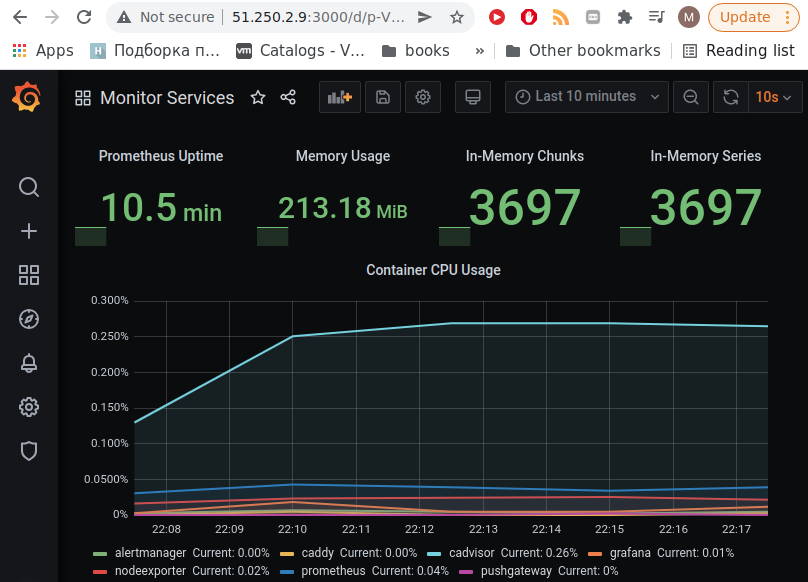 Not secure 51.250.2.9:3000/d/p-V... M Update
Apps H Подборка п... vm Catalogs - V... books » Other bookmarks Reading list
Monitor Services Last 10 minutes 10s
Prometheus Uptime Memory Usage In-Memory Chunks In-Memory Series
10.5 min 213.18 MiB 3697 3697
Container CPU Usage
0.300%
0.250%
0.200%
0.150%
0.100%
0.0500%
0%
22:08 22:09 22:10 22:11 22:12 22:13 22:14 22:15 22:16 22:17
alertmanager Current: 0.00% caddy Current: 0.00% cadvisor Current: 0.26% grafana Current: 0.01%
nodeexporter Current: 0.02% prometheus Current: 0.04% pushgateway Current: 0%